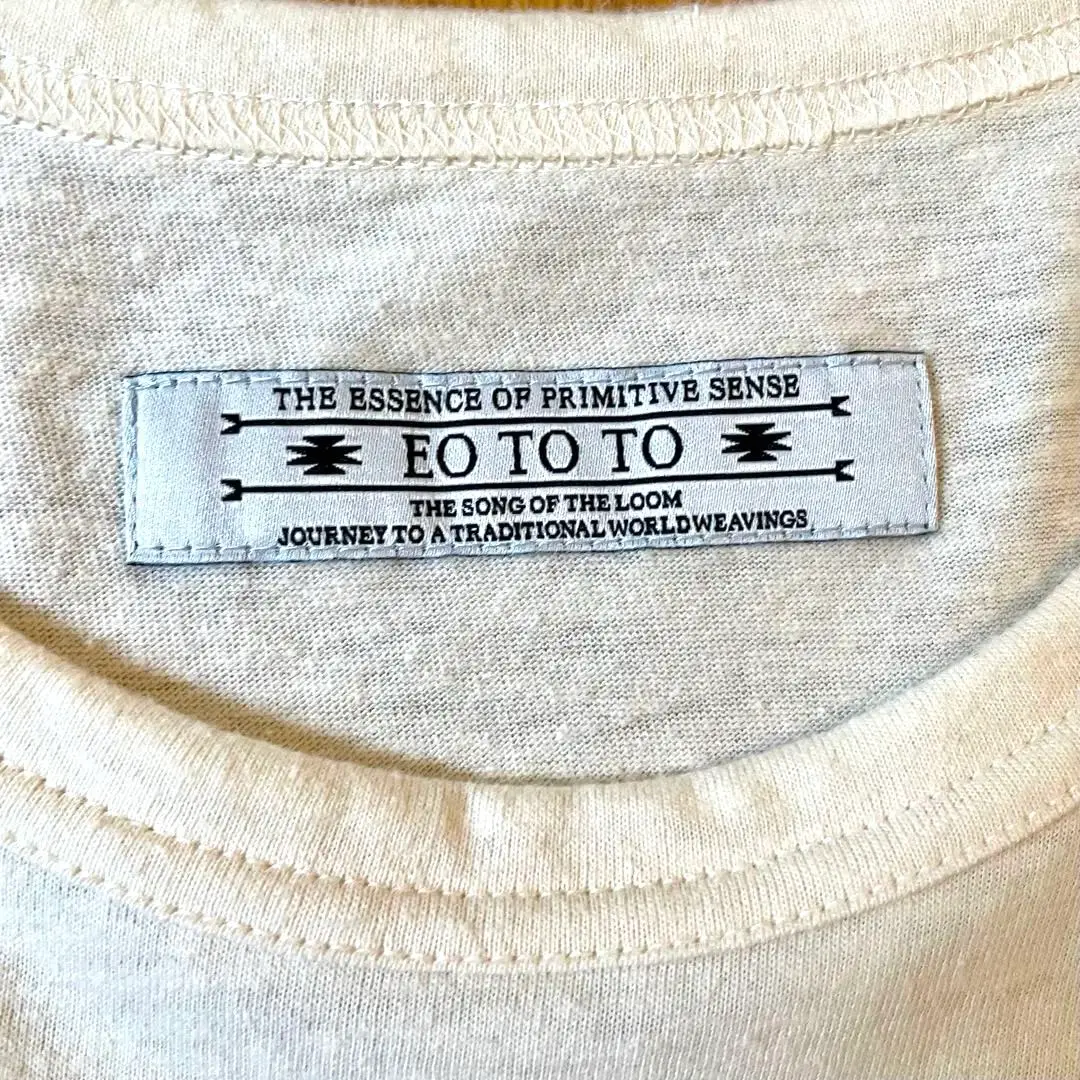 THE ESSENCE OF PRIMITIVE SENSE
EO TO TO
THE SONG OF THE LOOM
JOURNEY TO A TRADITIONAL WORLD WEAVINGS